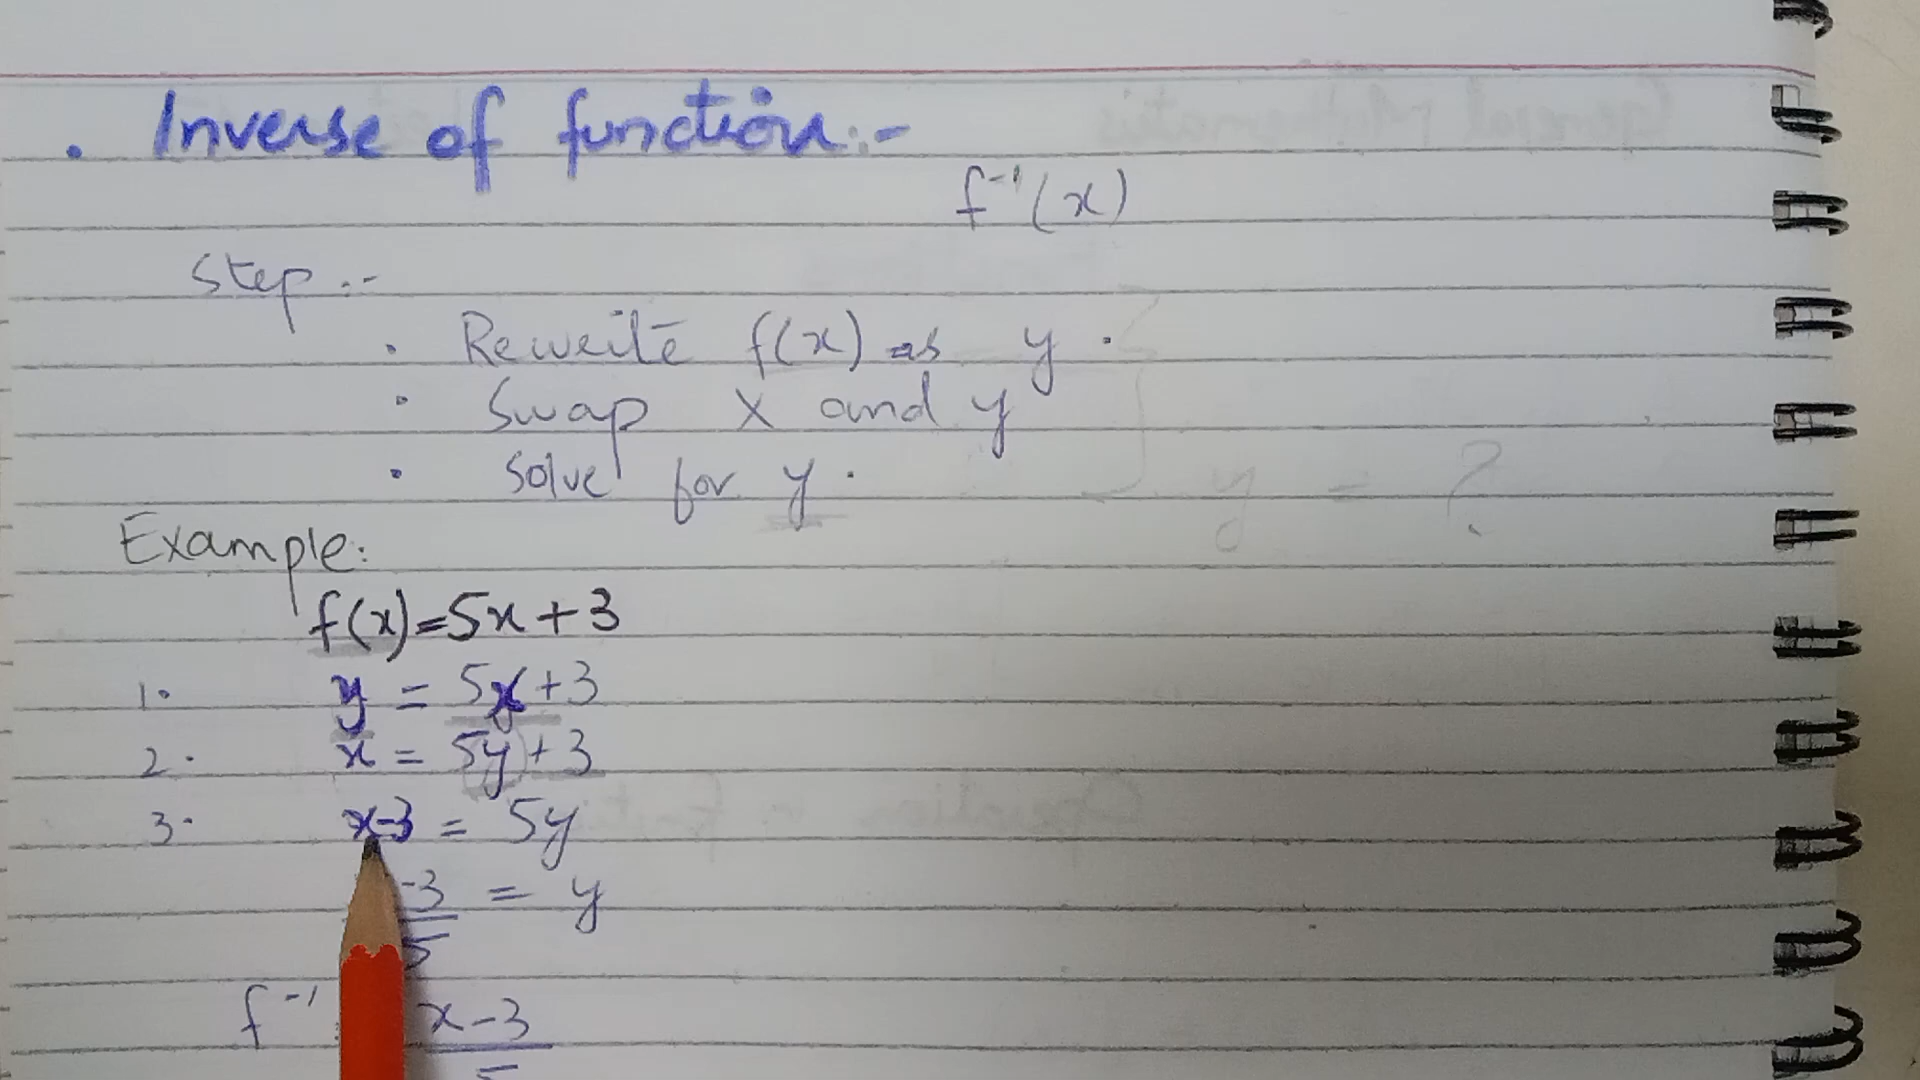 . Inverse of function:-
f⁻¹(x)
Step:-
. Rewrite f(x) as y.
. Swap x and y
. Solve for y.
y = ?
Example:
f(x)=5x+3
1. y = 5x+3
2. x = 5y+3
3. x-3 = 5y
-3 = y
5
f⁻¹ x-3
5